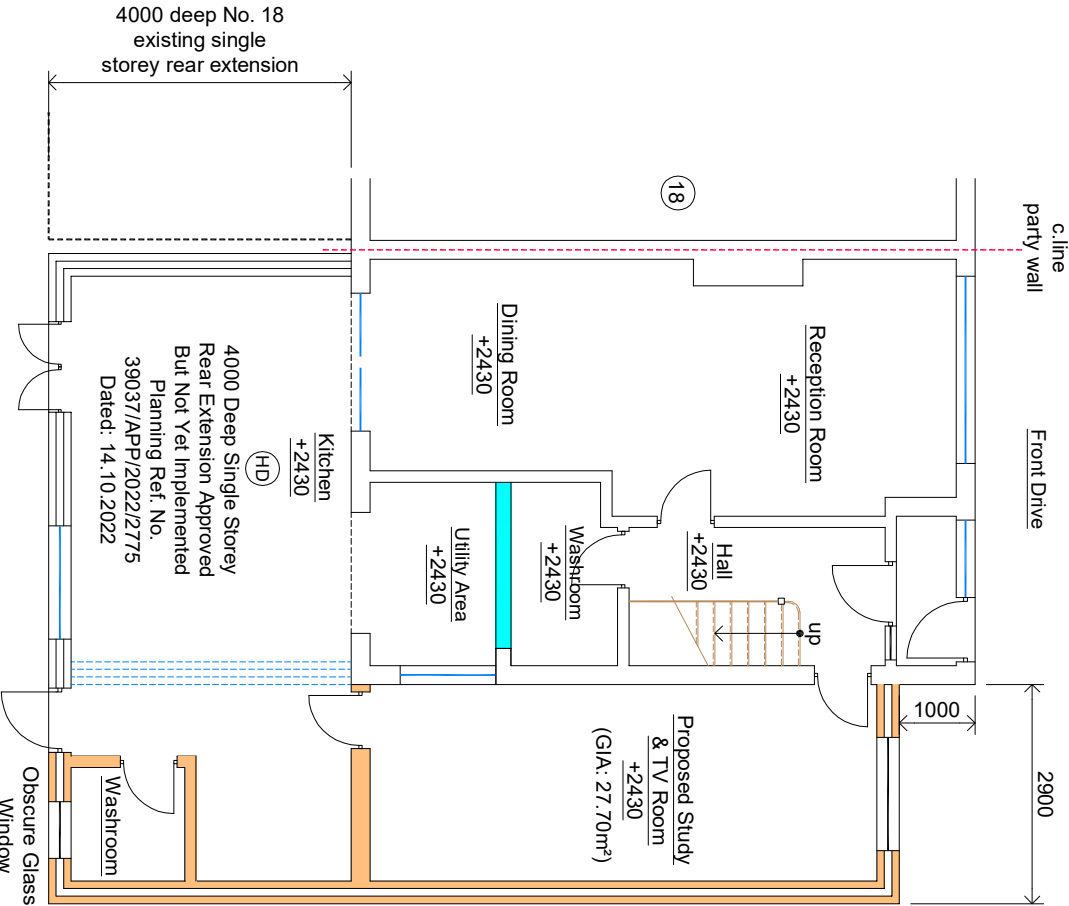 4000 deep No. 18
existing single
storey rear extension
18
c.line
party wall
Front Drive
Dining Room
+2430
Reception Room
+2430
Kitchen
+2430
HD
4000 Deep Single Storey
Rear Extension Approved
But Not Yet Implemented
Planning Ref. No.
39037/APP/2022/2775
Dated: 14.10.2022
Utility Area
+2430
Washroom
+2430
Hall
+2430
up
1000
2900
Proposed Study
& TV Room
+2430
(GIA: 27.70m²)
Washroom
Obscure Glass
Window